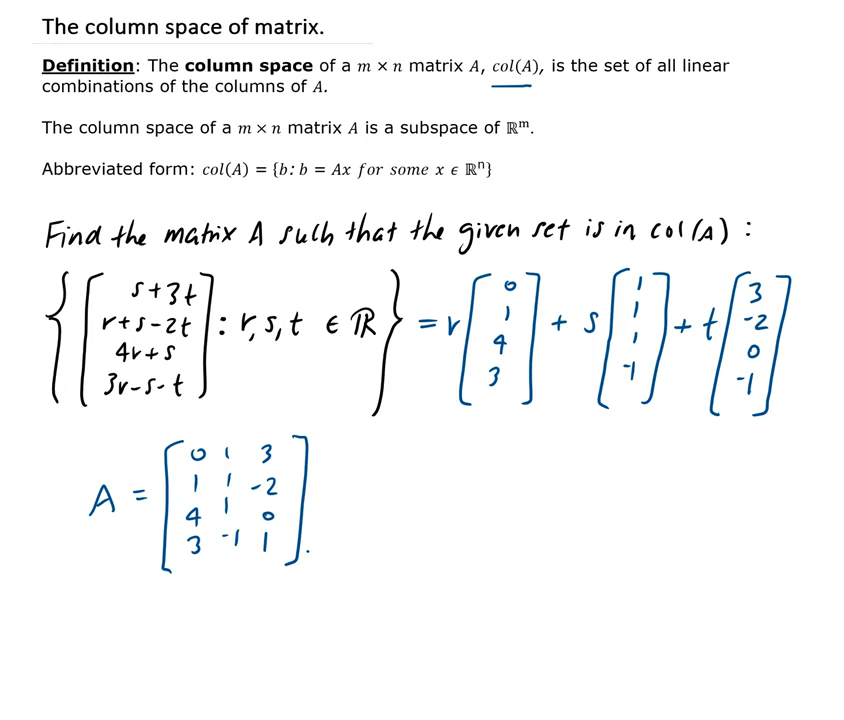 The column space of matrix.
Definition: The column space of a m × n matrix A, col(A), is the set of all linear
combinations of the columns of A.
The column space of a m × n matrix A is a subspace of ℝᵐ.
Abbreviated form: col(A) = {b: b = Ax for some x ϵ ℝⁿ}
Find the matrix A such that the given set is in col(A) :
{ [ s+3t ; r+s-2t ; 4r+s ; 3r-s-t ] : r, s, t ∈ ℝ } = r [ 0 ; 1 ; 4 ; 3 ] + s [ 1 ; 1 ; 1 ; -1 ] + t [ 3 ; -2 ; 0 ; -1 ]
A = [ 0 1 3 ; 1 1 -2 ; 4 1 0 ; 3 -1 1 ].